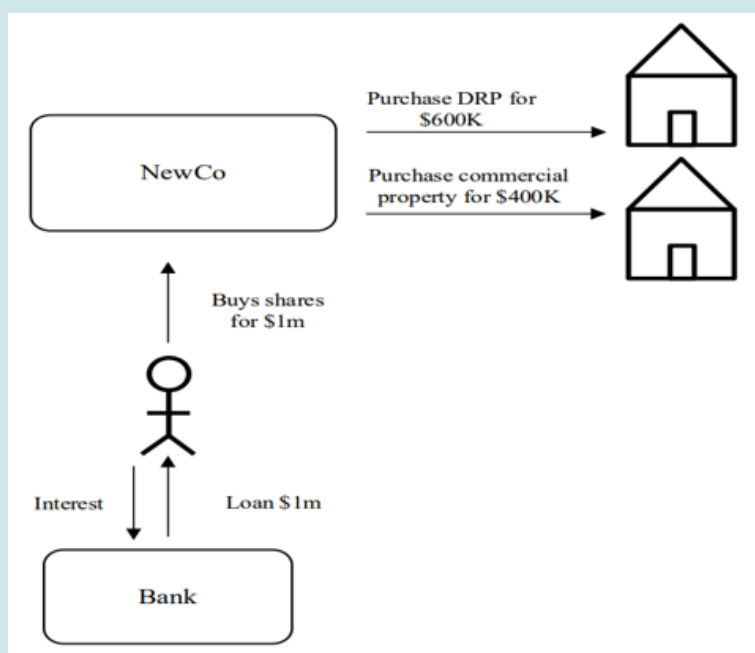 Purchase DRP for
$600K
NewCo
Purchase commercial
property for $400K
Buys shares
for $1m
Interest
Loan $1m
Bank